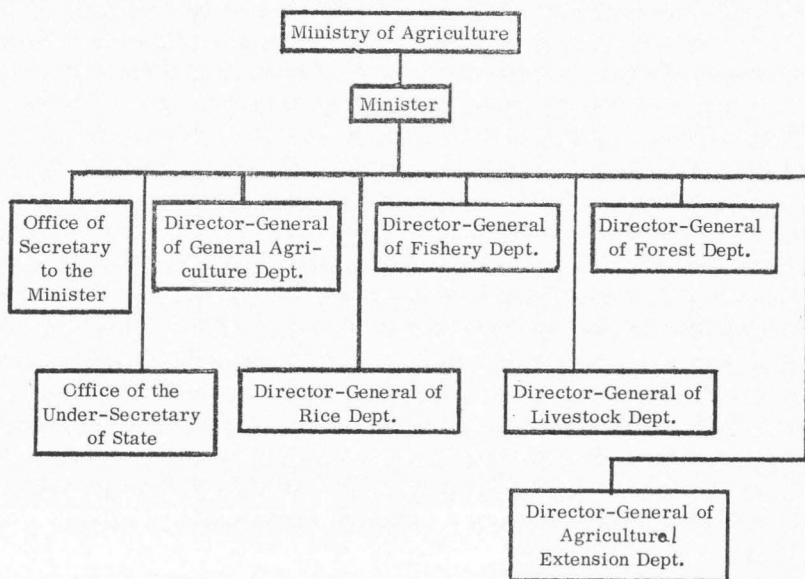 Ministry of Agriculture
Minister
Office of
Secretary
to the
Minister
Director-General
of General Agri-
culture Dept.
Director-General
of Fishery Dept.
Director-General
of Forest Dept.
Office of the
Under-Secretary
of State
Director-General of
Rice Dept.
Director-General of
Livestock Dept.
Director-General of
Agricultural
Extension Dept.